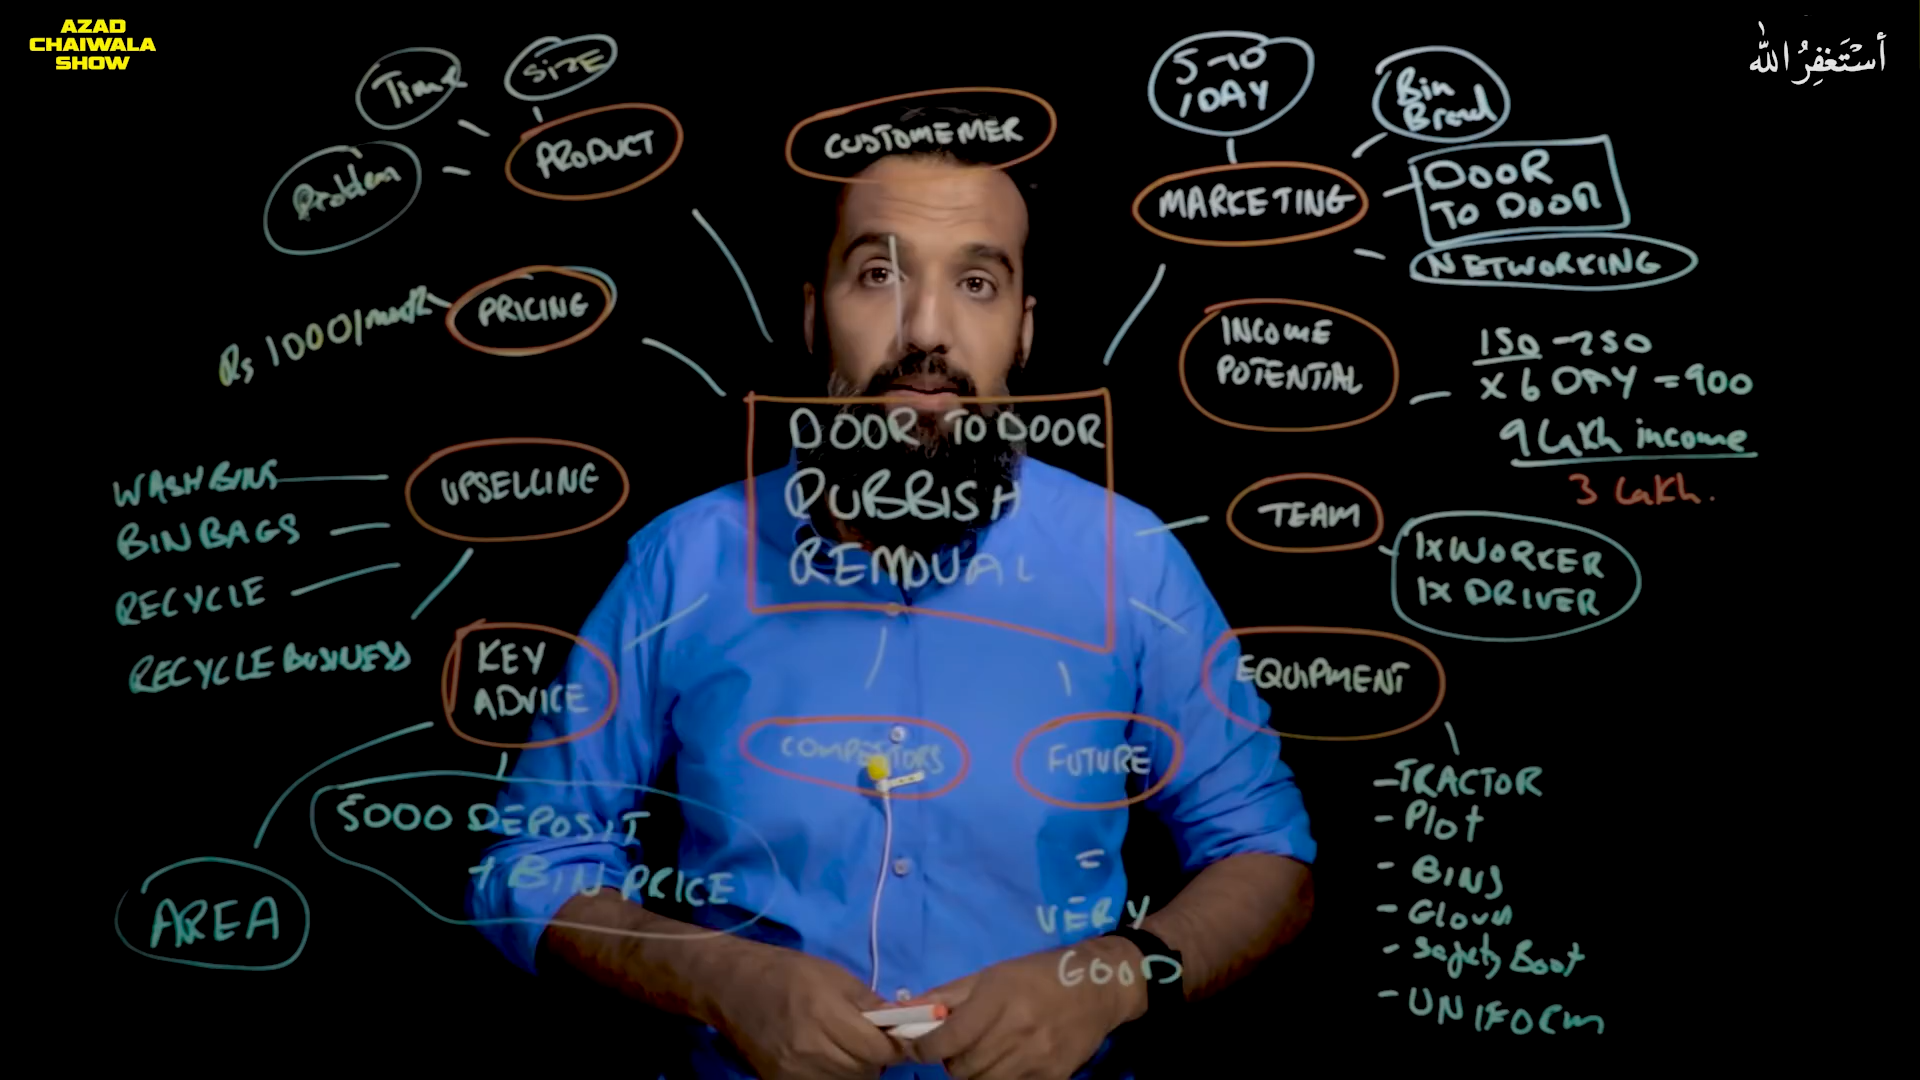 AZAD
CHAIWALA
SHOW
أَسْتَغْفِرُ اللّٰه
Time
SIZE
PRODUCT
Problem
CUSTOMEMER
5-10
/DAY
Bin
Brand
MARKETING
DOOR
TO DOOR
NETWORKING
PRICING
Rs 1000/month
INCOME
POTENTIAL
150-250
X 6 DAY = 900
9 Lakh income
3 Lakh.
DOOR TO DOOR
RUBBISH
REMOVAL
UPSELLING
WASH BINS
BIN BAGS
RECYCLE
RECYCLE BUSINESS
TEAM
1X WORKER
1X DRIVER
KEY
ADVICE
5000 DEPOSIT
+ BIN PRICE
AREA
COMPETITORS
FUTURE
=
VERY
GOOD
EQUIPMENT
-TRACTOR
- Plot
- BINS
- Gloves
- Safety Boot
- UNIFORM